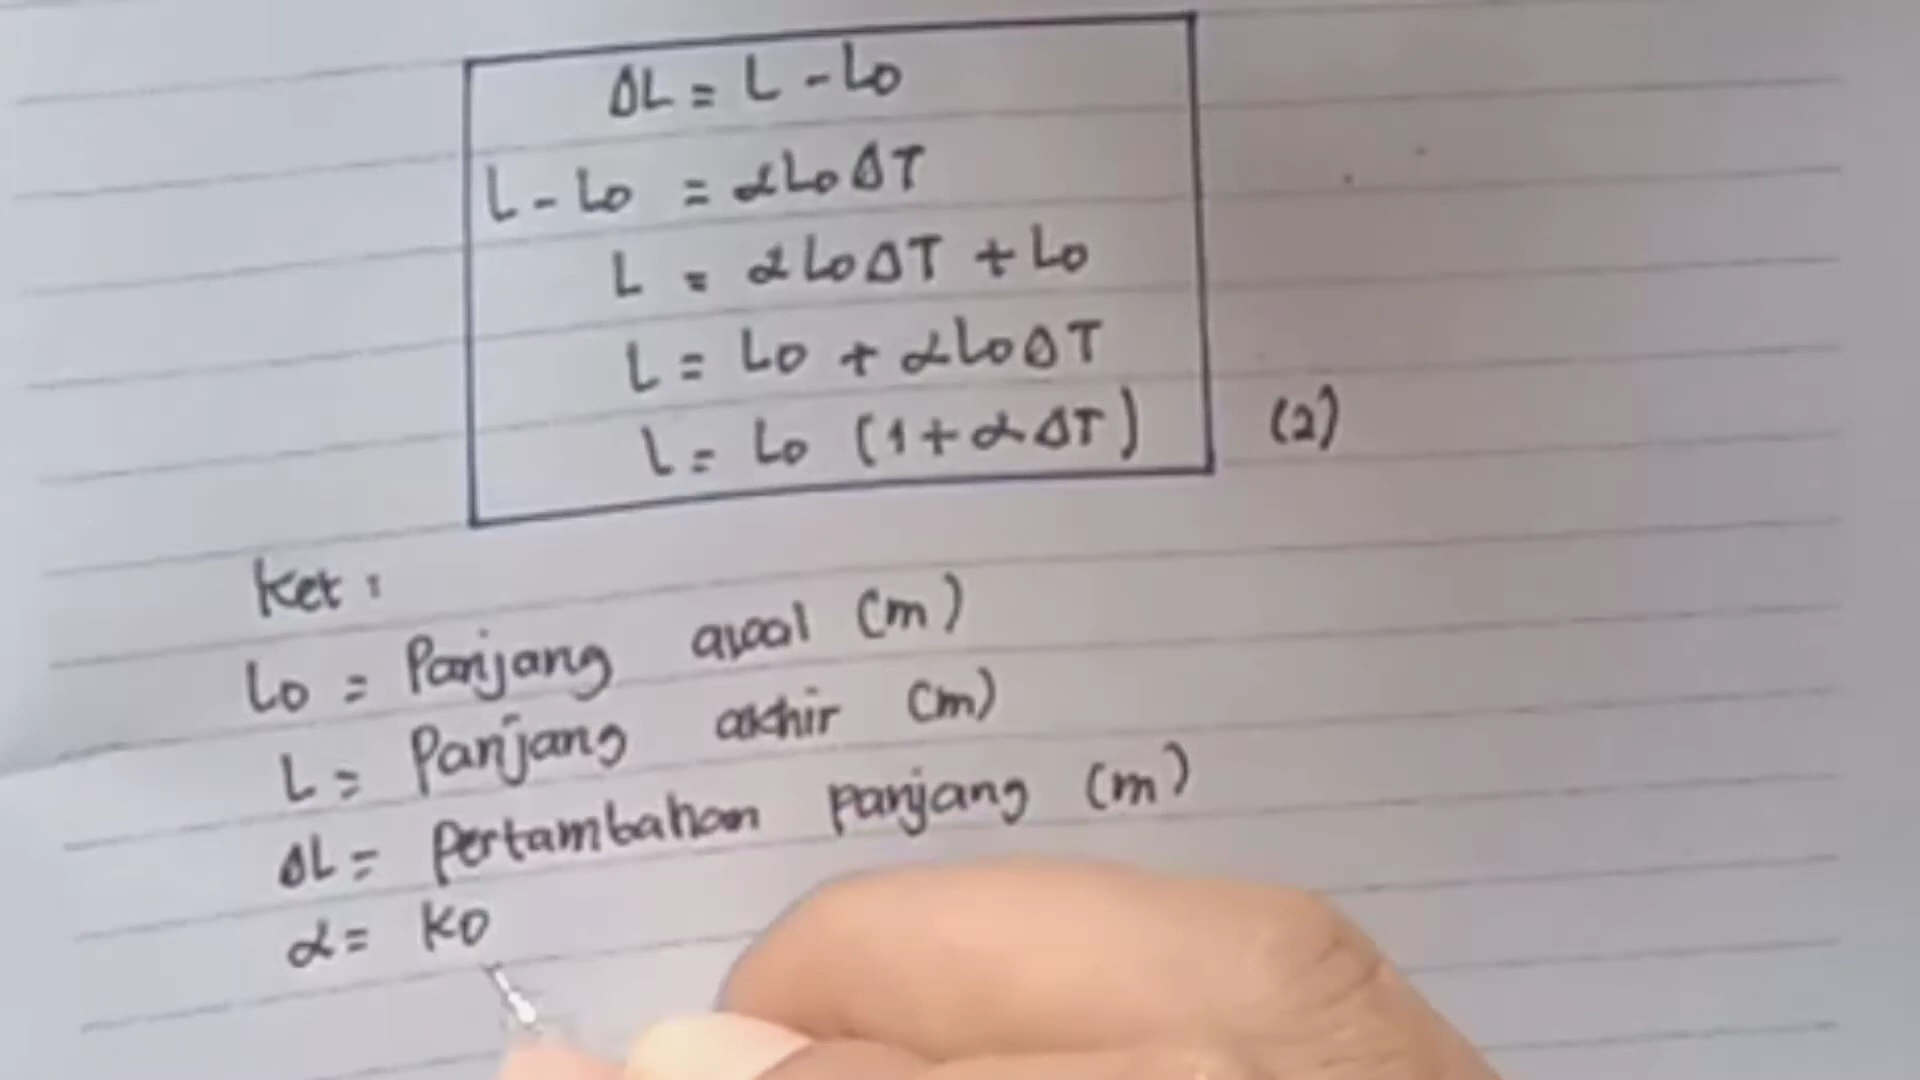 ΔL = L - Lo
L - Lo = αLoΔT
L = αLoΔT + Lo
L = Lo + αLoΔT
L = Lo (1 + αΔT) (2)
Ket :
Lo = Panjang awal (m)
L = Panjang akhir (m)
ΔL = Pertambahan panjang (m)
α = Ko